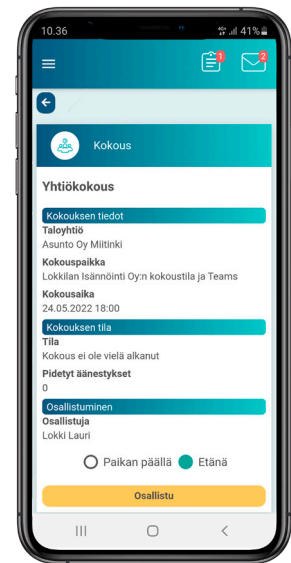 10.36
4G+ 41%
1
2
Kokous
Yhtiökokous
Kokouksen tiedot
Taloyhtiö
Asunto Oy Miitinki
Kokouspaikka
Lokkilan Isännöinti Oy:n kokoustila ja Teams
Kokousaika
24.05.2022 18:00
Kokouksen tila
Tila
Kokous ei ole vielä alkanut
Pidetyt äänestykset
0
Osallistuminen
Osallistuja
Lokki Lauri
Paikan päällä Etänä
Osallistu